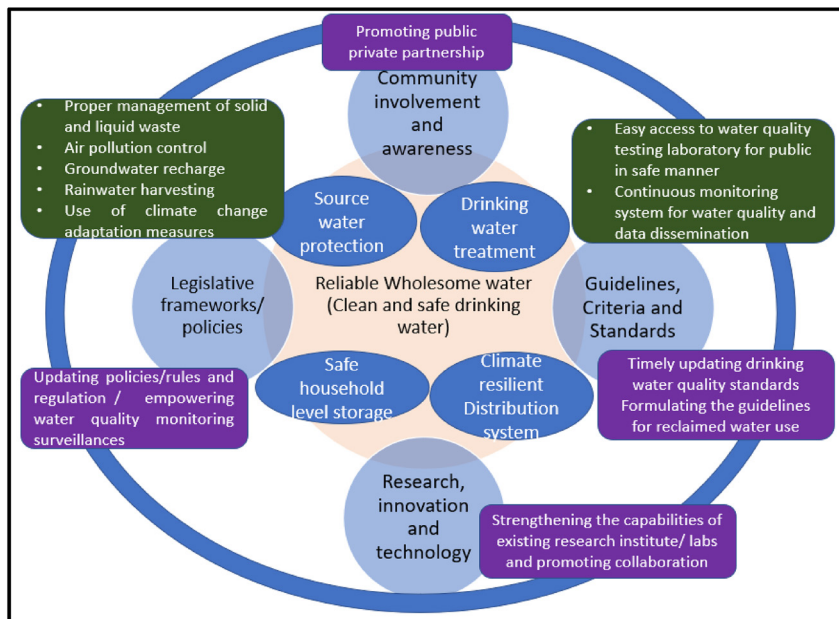 Promoting public
private partnership
Community
involvement
and
awareness
• Proper management of solid
and liquid waste
• Air pollution control
• Groundwater recharge
• Rainwater harvesting
• Use of climate change
adaptation measures
• Easy access to water quality
testing laboratory for public
in safe manner
• Continuous monitoring
system for water quality and
data dissemination
Source
water
protection
Drinking
water
treatment
Legislative
frameworks/
policies
Reliable Wholesome water
(Clean and safe drinking
water)
Guidelines,
Criteria and
Standards
Safe
household
level storage
Climate
resilient
Distribution
system
Updating policies/rules and
regulation / empowering
water quality monitoring
surveillances
Timely updating drinking
water quality standards
Formulating the guidelines
for reclaimed water use
Research,
innovation
and
technology
Strengthening the capabilities of
existing research institute/ labs
and promoting collaboration